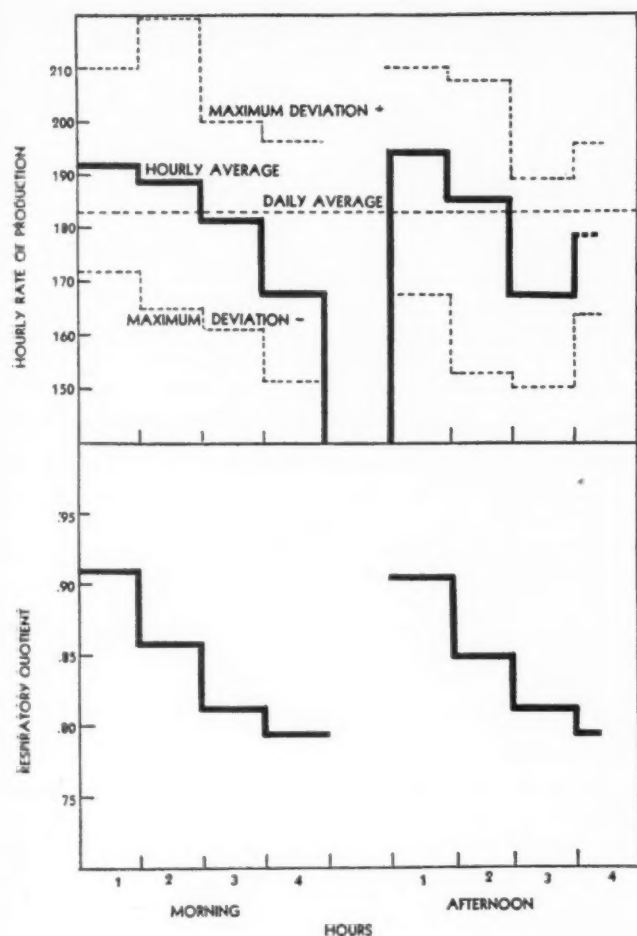 210
200
190
183
170
160
150
HOURLY RATE OF PRODUCTION
MAXIMUM DEVIATION +
HOURLY AVERAGE
DAILY AVERAGE
MAXIMUM DEVIATION -
.95
.90
.85
.80
75
RESPIRATORY QUOTIENT
1 2 3 4 1 2 3 4
MORNING AFTERNOON
HOURS